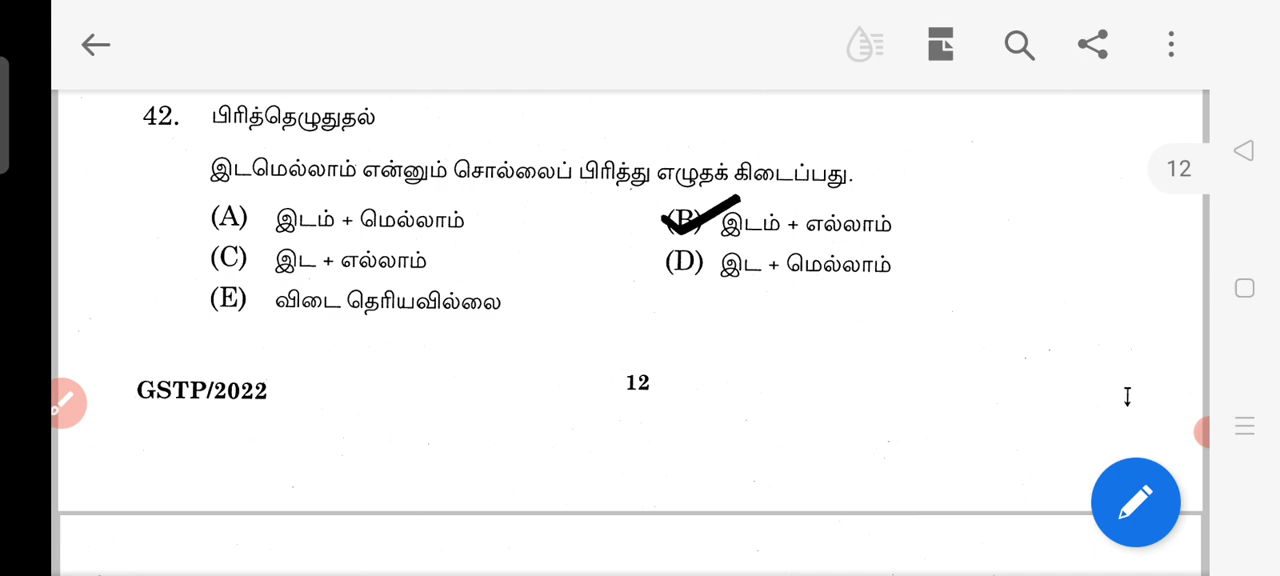 12
42. பிரித்தெழுதுதல்
இடமெல்லாம் என்னும் சொல்லைப் பிரித்து எழுதக் கிடைப்பது.
(A) இடம் + மெல்லாம் (B) இடம் + எல்லாம்
(C) இட + எல்லாம் (D) இட + மெல்லாம்
(E) விடை தெரியவில்லை
GSTP/2022 12